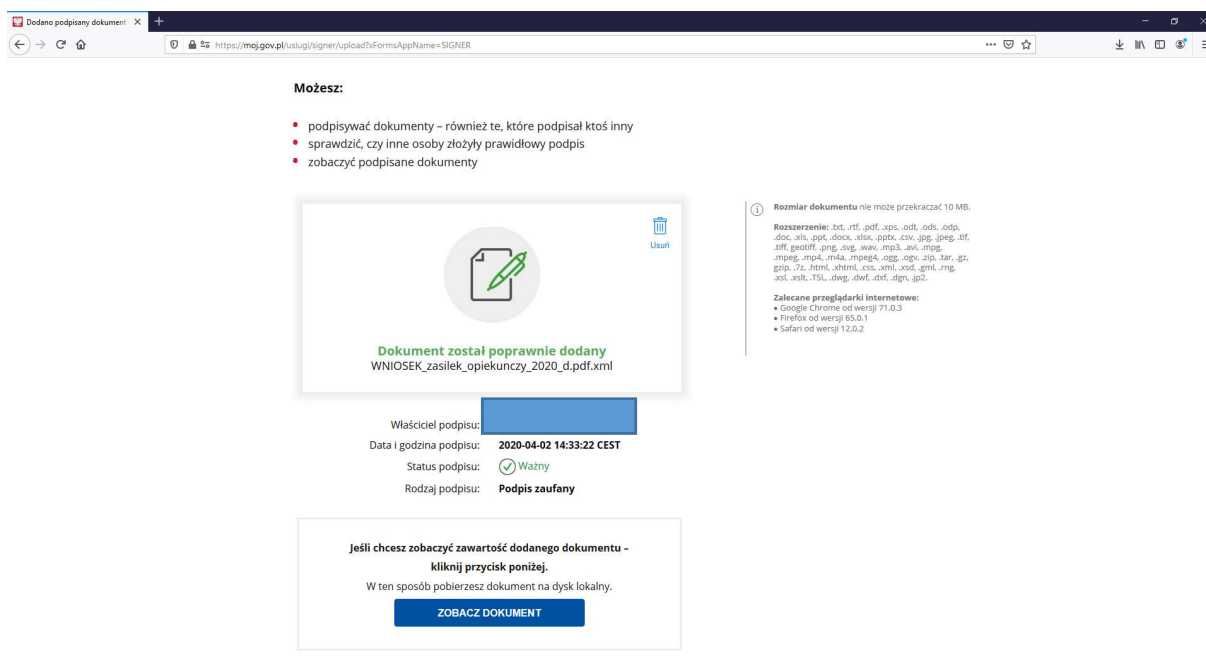 Dodano podpisany dokument
https://moj.gov.pl/uslugi/signer/upload?xFormsAppName=SIGNER
Możesz:
podpisywać dokumenty – również te, które podpisał ktoś inny
sprawdzić, czy inne osoby złożyły prawidłowy podpis
zobaczyć podpisane dokumenty
Usuń
Dokument został poprawnie dodany
WNIOSEK_zasilek_opiekunczy_2020_d.pdf.xml
Właściciel podpisu:
Data i godzina podpisu: 2020-04-02 14:33:22 CEST
Status podpisu: Ważny
Rodzaj podpisu: Podpis zaufany
Jeśli chcesz zobaczyć zawartość dodanego dokumentu –
kliknij przycisk poniżej.
W ten sposób pobierzesz dokument na dysk lokalny.
ZOBACZ DOKUMENT
Rozmiar dokumentu nie może przekraczać 10 MB.
Rozszerzenie: .txt, .rtf, .pdf, .xps, .odt, .ods, .odp,
.doc, .xls, .ppt, .docx, .xlsx, .pptx, .csv, .jpg, .jpeg, .tif,
.tiff, geotiff, .png, .svg, .wav, .mp3, .avi, .mpg,
.mpeg, .mp4, .m4a, .mpeg4, .ogg, .ogv, .zip, .tar, .gz,
gzip, .7z, .html, .xhtml, .css, .xml, .xsd, .gml, .rng,
.xsl, .xslt, .TSL, .dwg, .dwf, .dxf, .dgn, .jp2.
Zalecane przeglądarki internetowe:
• Google Chrome od wersji 71.0.3
• Firefox od wersji 65.0.1
• Safari od wersji 12.0.2